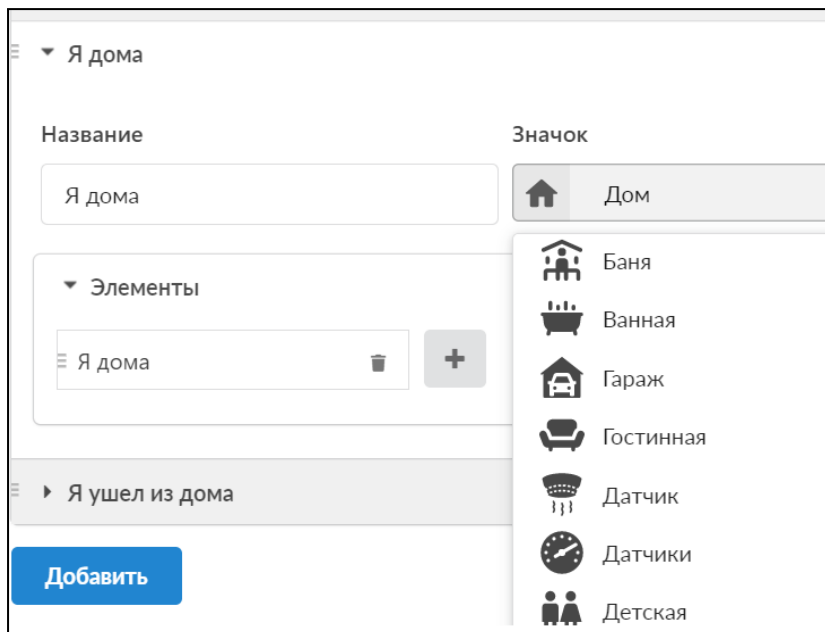 Я дома
Название
Значок
Я дома
Дом
Баня
Элементы
Ванная
Я дома
Гараж
Гостинная
Я ушел из дома
Датчик
Датчики
Добавить
Детская